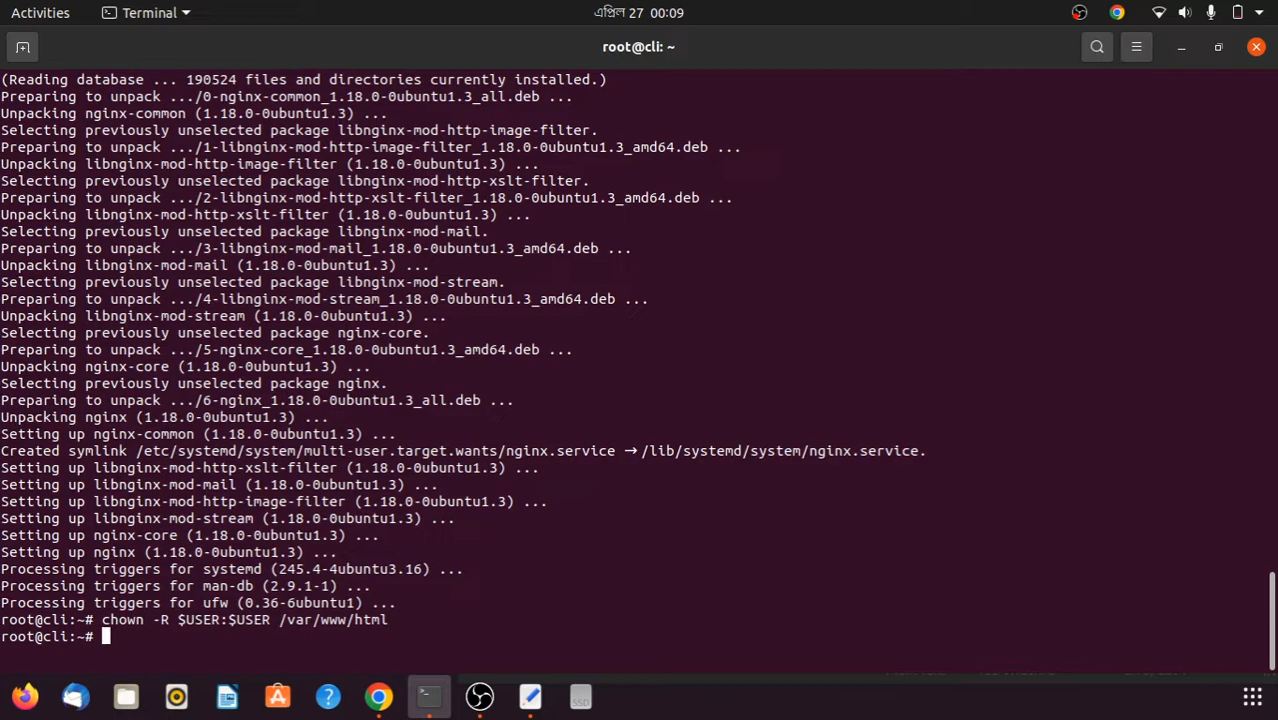 Activities
Terminal
এপ্রিল 27 00:09
root@cli: ~
(Reading database ... 190524 files and directories currently installed.)
Preparing to unpack .../0-nginx-common_1.18.0-0ubuntu1.3_all.deb ...
Unpacking nginx-common (1.18.0-0ubuntu1.3) ...
Selecting previously unselected package libnginx-mod-http-image-filter.
Preparing to unpack .../1-libnginx-mod-http-image-filter_1.18.0-0ubuntu1.3_amd64.deb ...
Unpacking libnginx-mod-http-image-filter (1.18.0-0ubuntu1.3) ...
Selecting previously unselected package libnginx-mod-http-xslt-filter.
Preparing to unpack .../2-libnginx-mod-http-xslt-filter_1.18.0-0ubuntu1.3_amd64.deb ...
Unpacking libnginx-mod-http-xslt-filter (1.18.0-0ubuntu1.3) ...
Selecting previously unselected package libnginx-mod-mail.
Preparing to unpack .../3-libnginx-mod-mail_1.18.0-0ubuntu1.3_amd64.deb ...
Unpacking libnginx-mod-mail (1.18.0-0ubuntu1.3) ...
Selecting previously unselected package libnginx-mod-stream.
Preparing to unpack .../4-libnginx-mod-stream_1.18.0-0ubuntu1.3_amd64.deb ...
Unpacking libnginx-mod-stream (1.18.0-0ubuntu1.3) ...
Selecting previously unselected package nginx-core.
Preparing to unpack .../5-nginx-core_1.18.0-0ubuntu1.3_amd64.deb ...
Unpacking nginx-core (1.18.0-0ubuntu1.3) ...
Selecting previously unselected package nginx.
Preparing to unpack .../6-nginx_1.18.0-0ubuntu1.3_all.deb ...
Unpacking nginx (1.18.0-0ubuntu1.3) ...
Setting up nginx-common (1.18.0-0ubuntu1.3) ...
Created symlink /etc/systemd/system/multi-user.target.wants/nginx.service → /lib/systemd/system/nginx.service.
Setting up libnginx-mod-http-xslt-filter (1.18.0-0ubuntu1.3) ...
Setting up libnginx-mod-mail (1.18.0-0ubuntu1.3) ...
Setting up libnginx-mod-http-image-filter (1.18.0-0ubuntu1.3) ...
Setting up libnginx-mod-stream (1.18.0-0ubuntu1.3) ...
Setting up nginx-core (1.18.0-0ubuntu1.3) ...
Setting up nginx (1.18.0-0ubuntu1.3) ...
Processing triggers for systemd (245.4-4ubuntu3.16) ...
Processing triggers for man-db (2.9.1-1) ...
Processing triggers for ufw (0.36-6ubuntu1) ...
root@cli:~# chown -R $USER:$USER /var/www/html
root@cli:~#
SSD